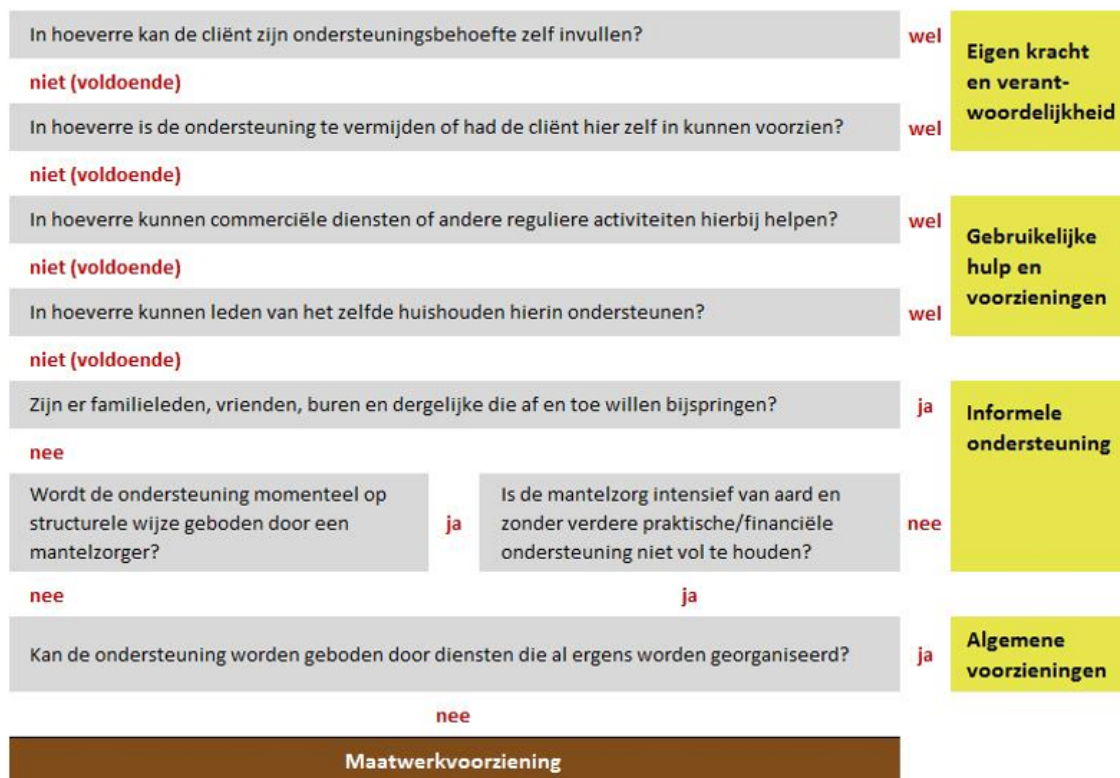 In hoeverre kan de cliënt zijn ondersteuningsbehoefte zelf invullen?
wel
niet (voldoende)
In hoeverre is de ondersteuning te vermijden of had de cliënt hier zelf in kunnen voorzien?
wel
Eigen kracht
en verant-
woordelijkheid
niet (voldoende)
In hoeverre kunnen commerciële diensten of andere reguliere activiteiten hierbij helpen?
wel
niet (voldoende)
In hoeverre kunnen leden van het zelfde huishouden hierin ondersteunen?
wel
Gebruikelijke
hulp en
voorzieningen
niet (voldoende)
Zijn er familieleden, vrienden, buren en dergelijke die af en toe willen bijspringen?
ja
nee
Wordt de ondersteuning momenteel op
structurele wijze geboden door een
mantelzorger?
ja
Is de mantelzorg intensief van aard en
zonder verdere praktische/financiële
ondersteuning niet vol te houden?
nee
Informele
ondersteuning
nee
ja
Kan de ondersteuning worden geboden door diensten die al ergens worden georganiseerd?
ja
Algemene
voorzieningen
nee
Maatwerkvoorziening